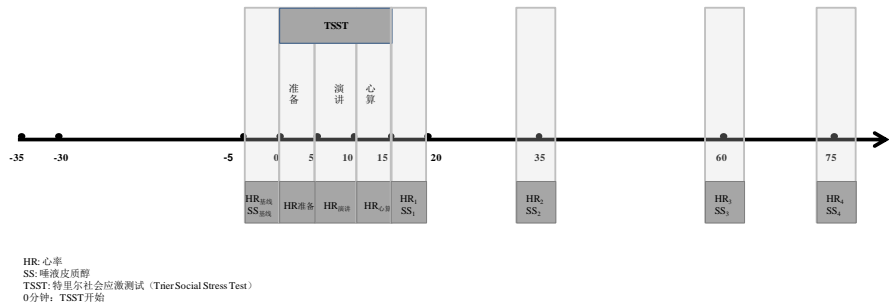 TSST
准备
演讲
心算
-35
-30
-5
0
5
10
15
20
35
60
75
HR基线
SS基线
HR准备
HR演讲
HR心算
HR1
SS1
HR2
SS2
HR3
SS3
HR4
SS4
HR: 心率
SS: 唾液皮质醇
TSST: 特里尔社会应激测试（Trier Social Stress Test）
0分钟：TSST开始